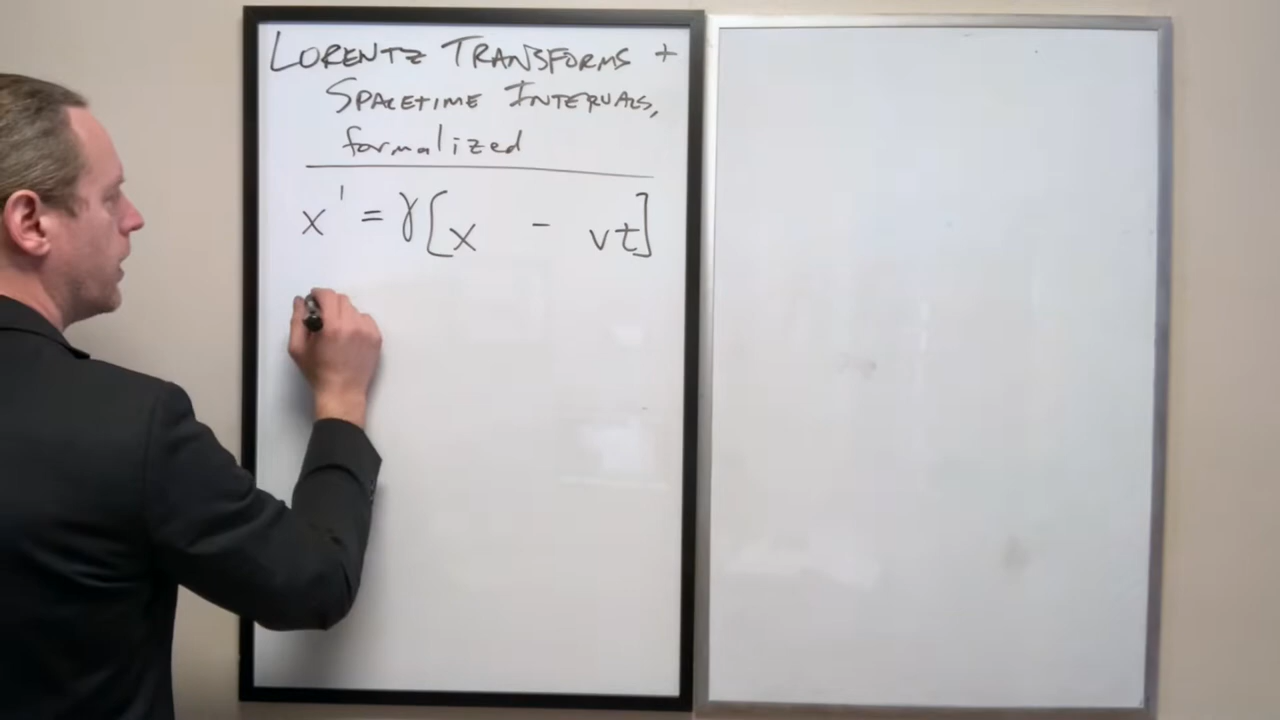 LORENTZ TRANSFORMS +
SPACETIME INTERVALS,
formalized
x' = γ[x - vt]